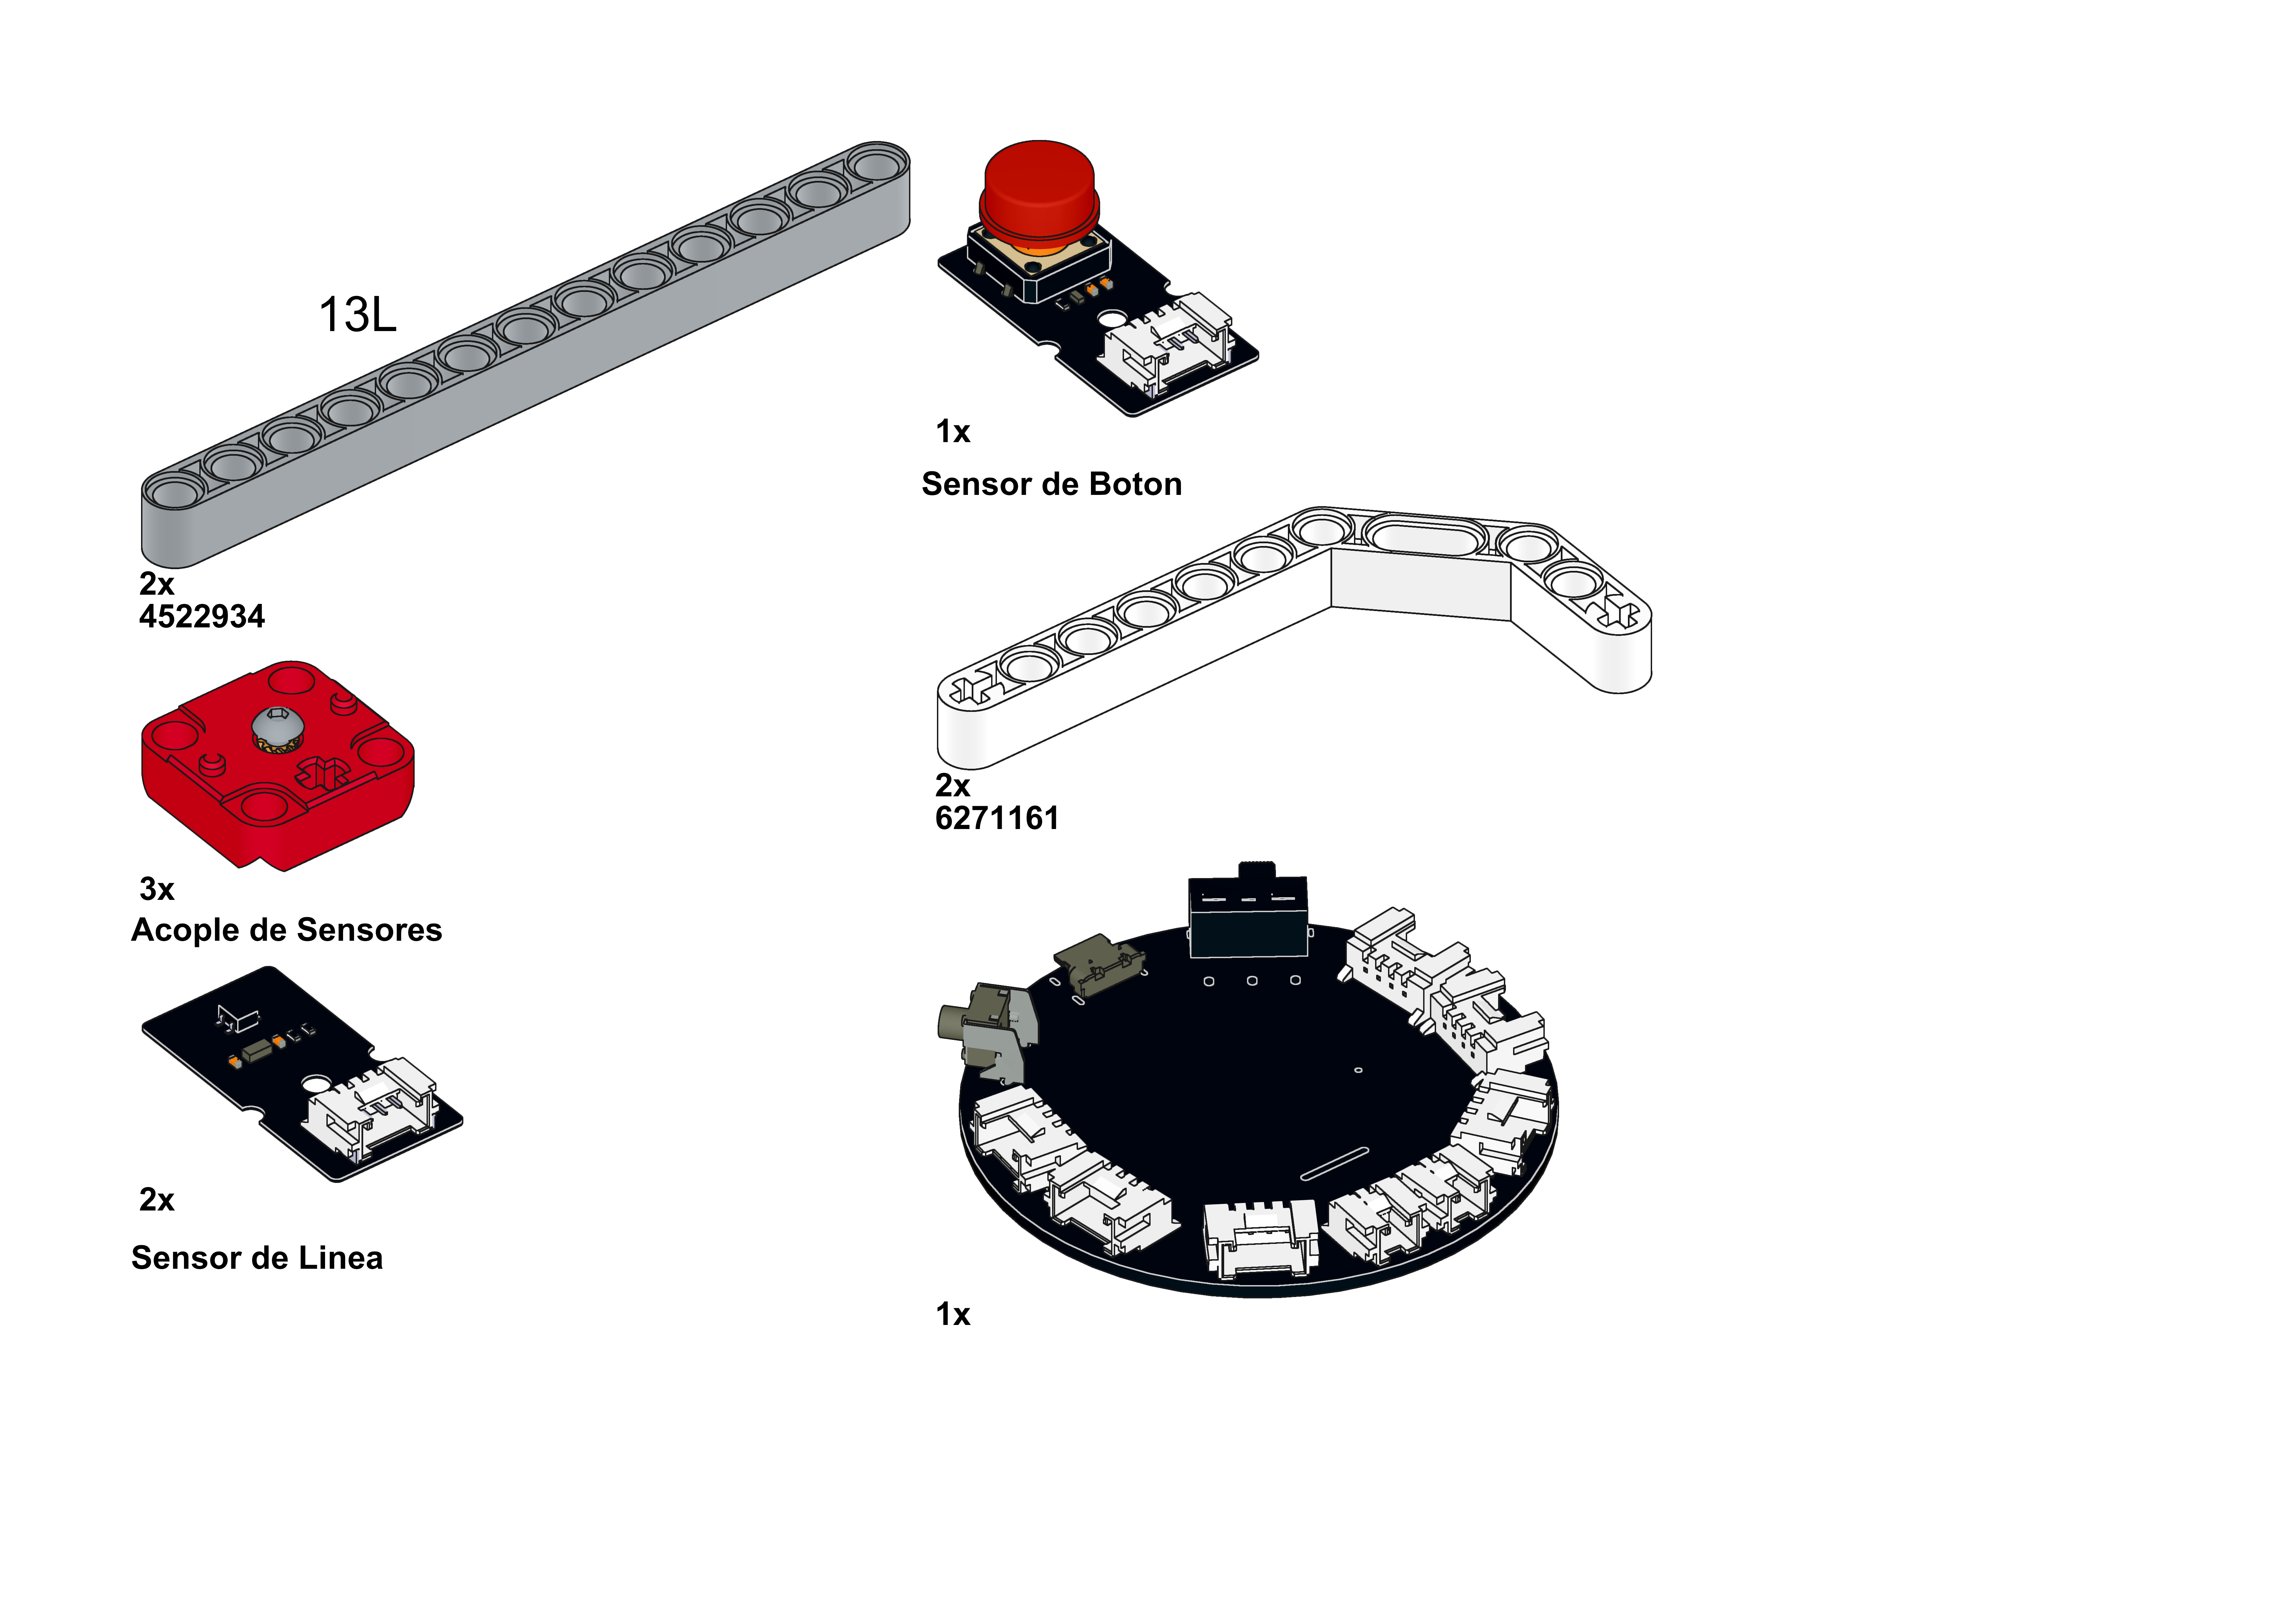 13L
2x
4522934
3x
Acople de Sensores
2x
Sensor de Linea
1x
Sensor de Boton
2x
6271161
1x